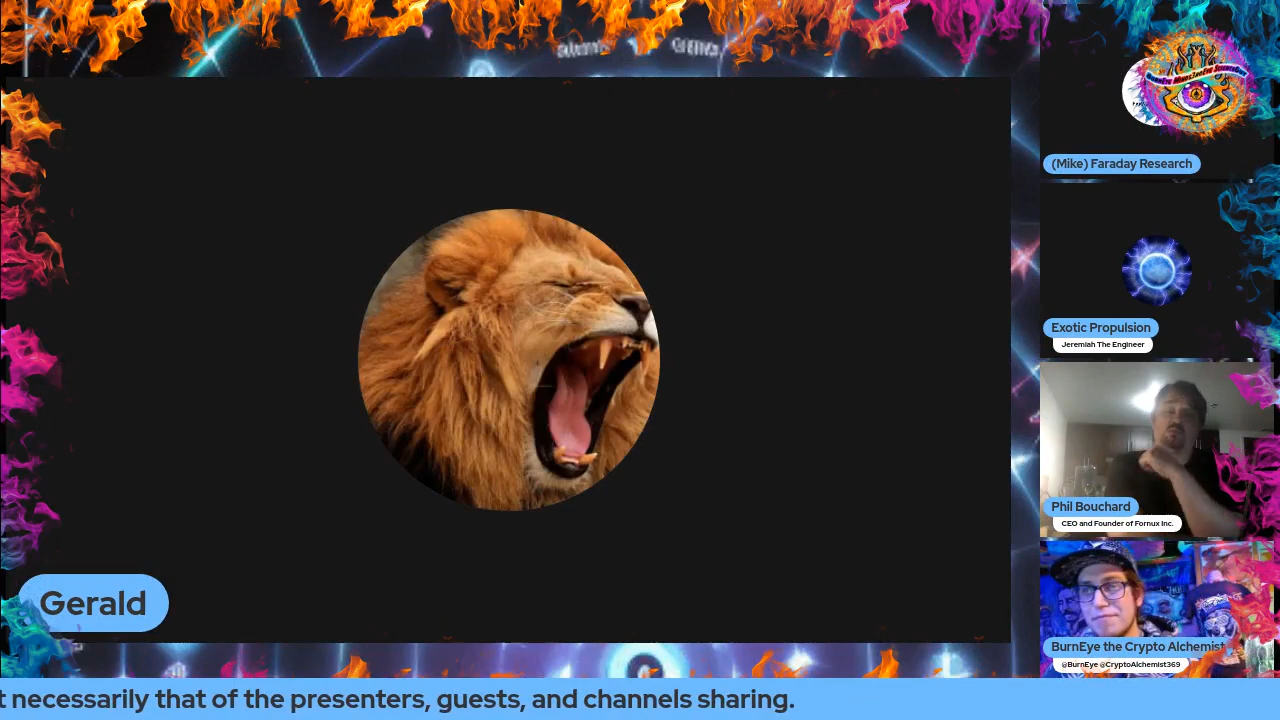 (Mike) Faraday Research
Exotic Propulsion
Jeremiah The Engineer
Phil Bouchard
CEO and Founder of Fornux Inc.
Gerald
BurnEye the Crypto Alchemist
@BurnEye @CryptoAlchemist369
t necessarily that of the presenters, guests, and channels sharing.